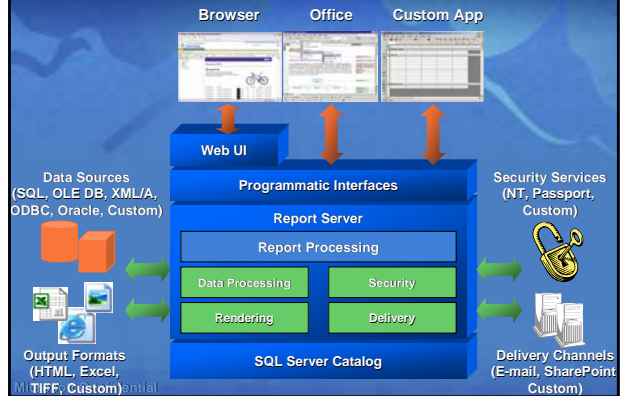 Browser
Office
Custom App
Web UI
Programmatic Interfaces
Data Sources
(SQL, OLE DB, XML/A,
ODBC, Oracle, Custom)
Report Server
Report Processing
Data Processing
Security
Rendering
Delivery
SQL Server Catalog
Security Services
(NT, Passport,
Custom)
Output Formats
(HTML, Excel,
TIFF, Custom)
Delivery Channels
(E-mail, SharePoint
Custom)